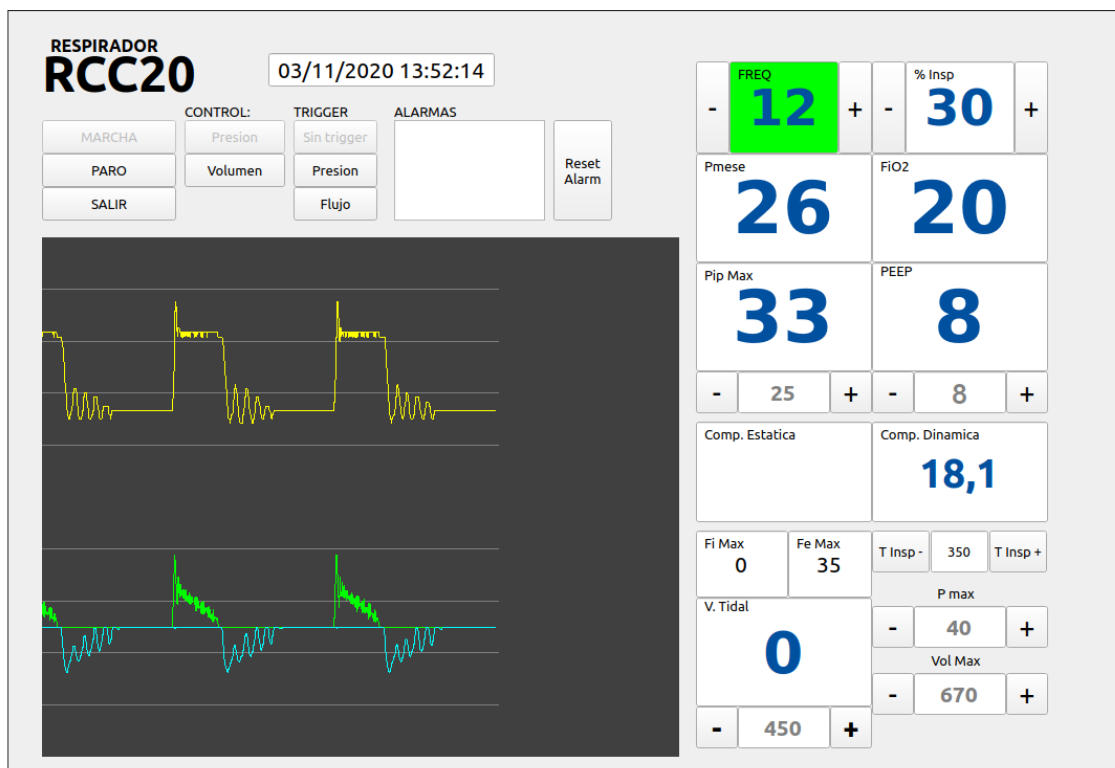 RESPIRADOR
RCC20
03/11/2020 13:52:14
CONTROL: TRIGGER ALARMAS
MARCHA Presion Sin trigger
PARO Volumen Presion
SALIR Flujo
Reset
Alarm
FREQ % Insp
- 12 + - 30 +
Pmese FiO2
26 20
Pip Max PEEP
33 8
- 25 + - 8 +
Comp. Estatica Comp. Dinamica
18,1
Fi Max Fe Max
0 35
T Insp - 350 T Insp +
V. Tidal
0
- 450 +
P max
- 40 +
Vol Max
- 670 +